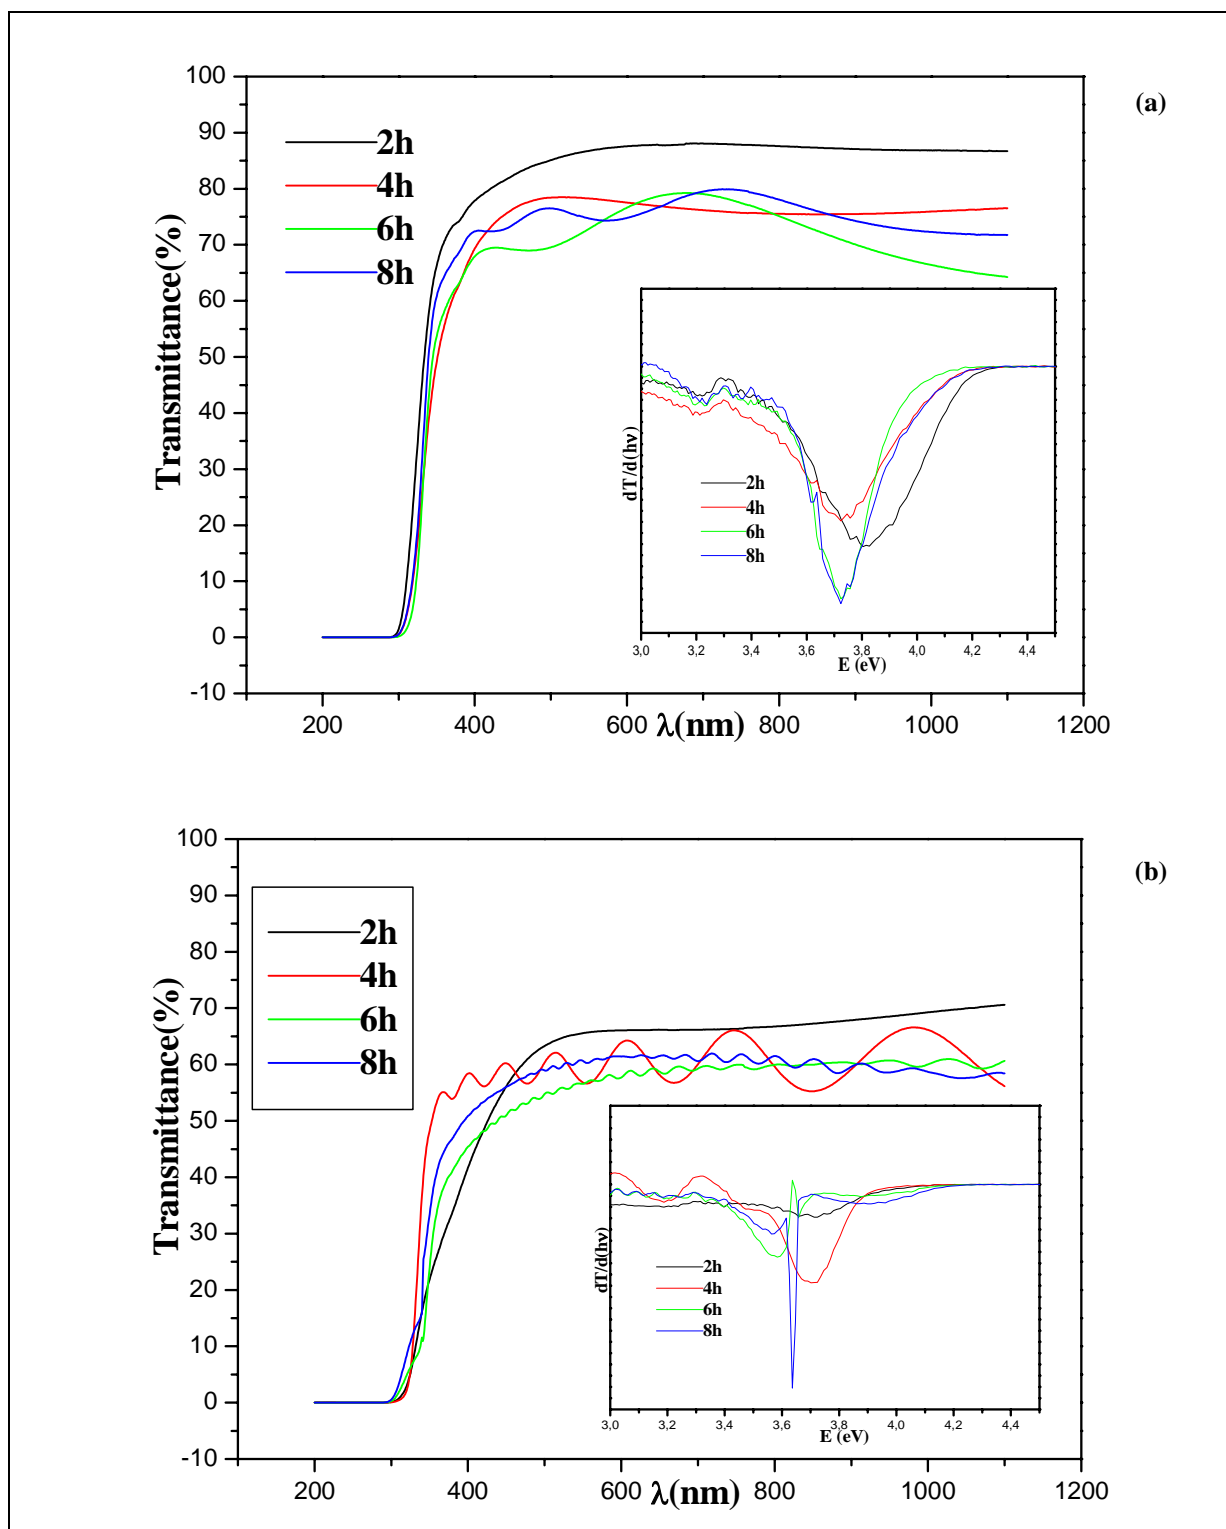 (a)
100
90
80
70
60
50
40
30
20
10
0
-10
Transmittance(%)
2h
4h
6h
8h
dT/d(hν)
2h
4h
6h
8h
3,0 3,2 3,4 3,6 3,8 4,0 4,2 4,4
E (eV)
200 400 600 800 1000 1200
λ(nm)
(b)
100
90
80
70
60
50
40
30
20
10
0
-10
Transmittance(%)
2h
4h
6h
8h
dT/d(hν)
2h
4h
6h
8h
3,0 3,2 3,4 3,6 3,8 4,0 4,2 4,4
E (eV)
200 400 600 800 1000 1200
λ(nm)